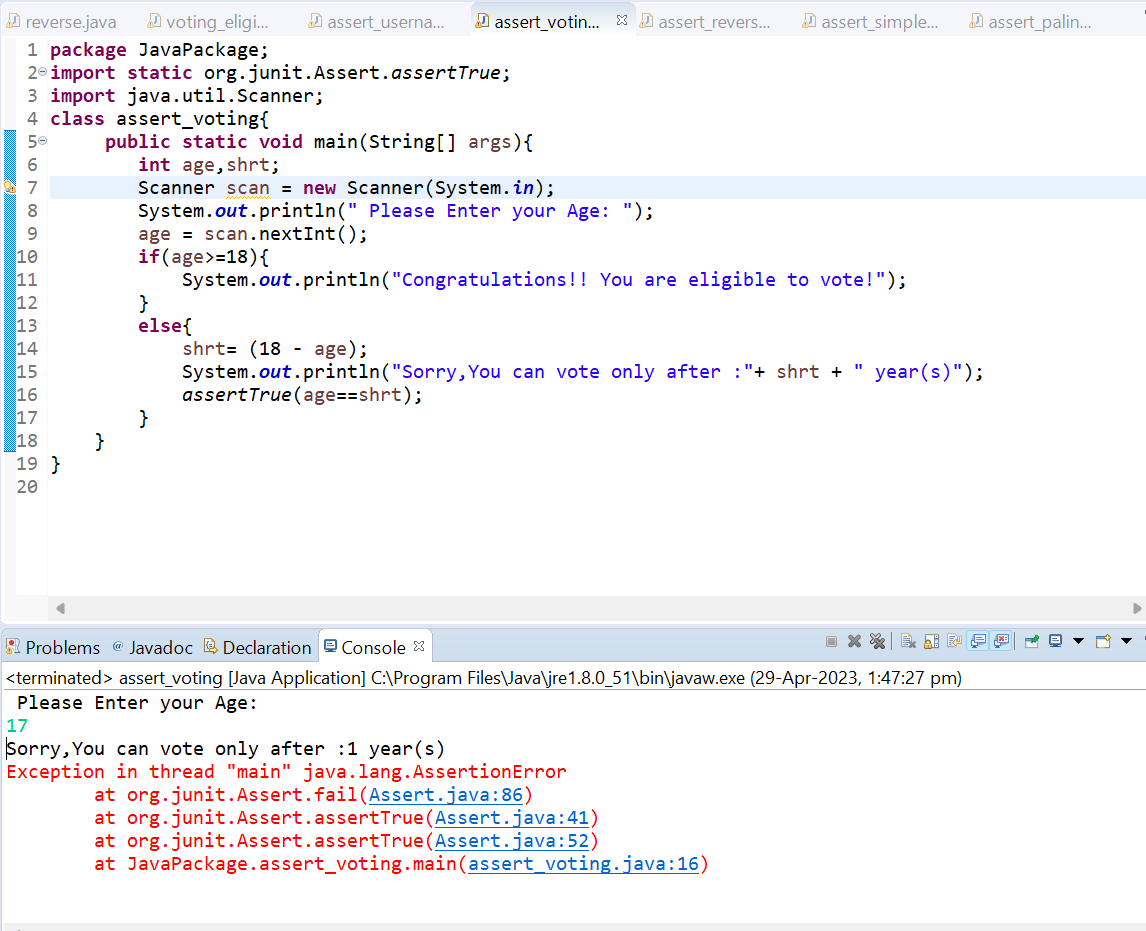 reverse.java voting_eligi... assert_userna... assert_votin... assert_revers... assert_simple... assert_palin...
1 package JavaPackage;
2 import static org.junit.Assert.assertTrue;
3 import java.util.Scanner;
4 class assert_voting{
5 public static void main(String[] args){
6 int age,shrt;
7 Scanner scan = new Scanner(System.in);
8 System.out.println(" Please Enter your Age: ");
9 age = scan.nextInt();
10 if(age>=18){
11 System.out.println("Congratulations!! You are eligible to vote!");
12 }
13 else{
14 shrt= (18 - age);
15 System.out.println("Sorry,You can vote only after :"+ shrt + " year(s)");
16 assertTrue(age==shrt);
17 }
18 }
19 }
20
Problems @ Javadoc Declaration Console
<terminated> assert_voting [Java Application] C:\Program Files\Java\jre1.8.0_51\bin\javaw.exe (29-Apr-2023, 1:47:27 pm)
Please Enter your Age:
17
Sorry,You can vote only after :1 year(s)
Exception in thread "main" java.lang.AssertionError
at org.junit.Assert.fail(Assert.java:86)
at org.junit.Assert.assertTrue(Assert.java:41)
at org.junit.Assert.assertTrue(Assert.java:52)
at JavaPackage.assert_voting.main(assert_voting.java:16)